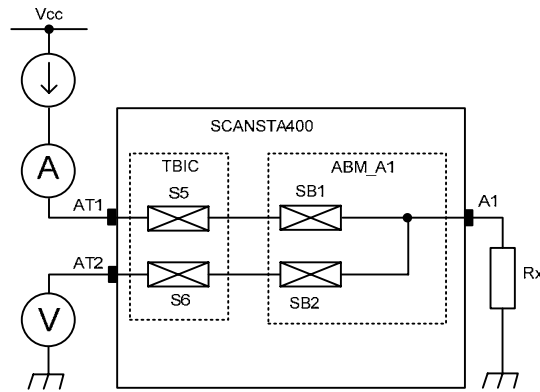 Vcc
SCANSTA400
A
TBIC
ABM_A1
S5
SB1
AT1
A1
AT2
S6
SB2
Rx
V